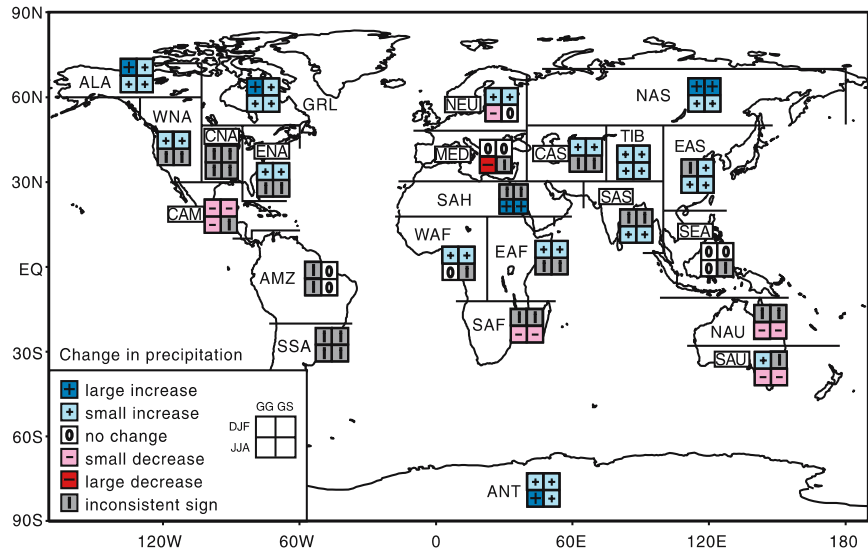 90N
ALA
GRL
NAS
60N
WNA
CNA
ENA
NEU
MED
CAS
TIB
EAS
30N
CAM
SAH
SAS
WAF
EAF
SEA
EQ
AMZ
SAF
NAU
30S
SSA
SAU
Change in precipitation
+ large increase
+ small increase
0 no change
− small decrease
− large decrease
I inconsistent sign
GG GS
DJF
JJA
60S
ANT
90S
120W 60W 0 60E 120E 180